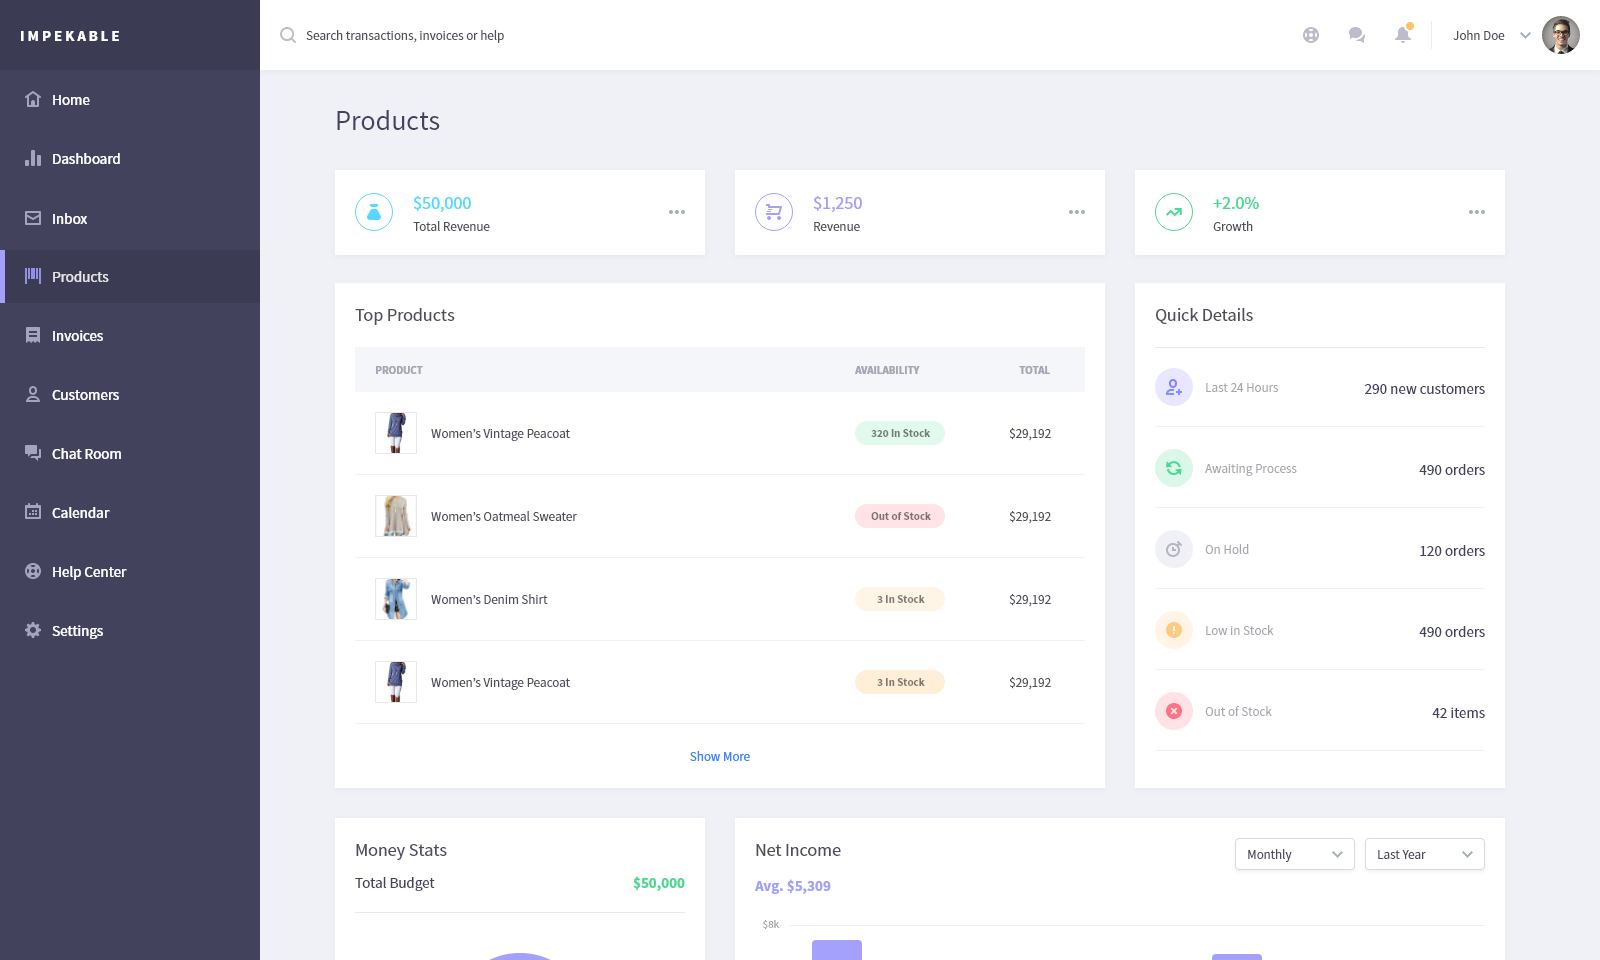 IMPEKABLE
Search transactions, invoices or help
John Doe
Home
Dashboard
Inbox
Products
Invoices
Customers
Chat Room
Calendar
Help Center
Settings
Products
$50,000
Total Revenue
$1,250
Revenue
+2.0%
Growth
Top Products
PRODUCT AVAILABILITY TOTAL
Women’s Vintage Peacoat 320 In Stock $29,192
Women’s Oatmeal Sweater Out of Stock $29,192
Women’s Denim Shirt 3 In Stock $29,192
Women’s Vintage Peacoat 3 In Stock $29,192
Show More
Quick Details
Last 24 Hours 290 new customers
Awaiting Process 490 orders
On Hold 120 orders
Low in Stock 490 orders
Out of Stock 42 items
Money Stats
Total Budget $50,000
Net Income
Monthly
Last Year
Avg. $5,309
$8k